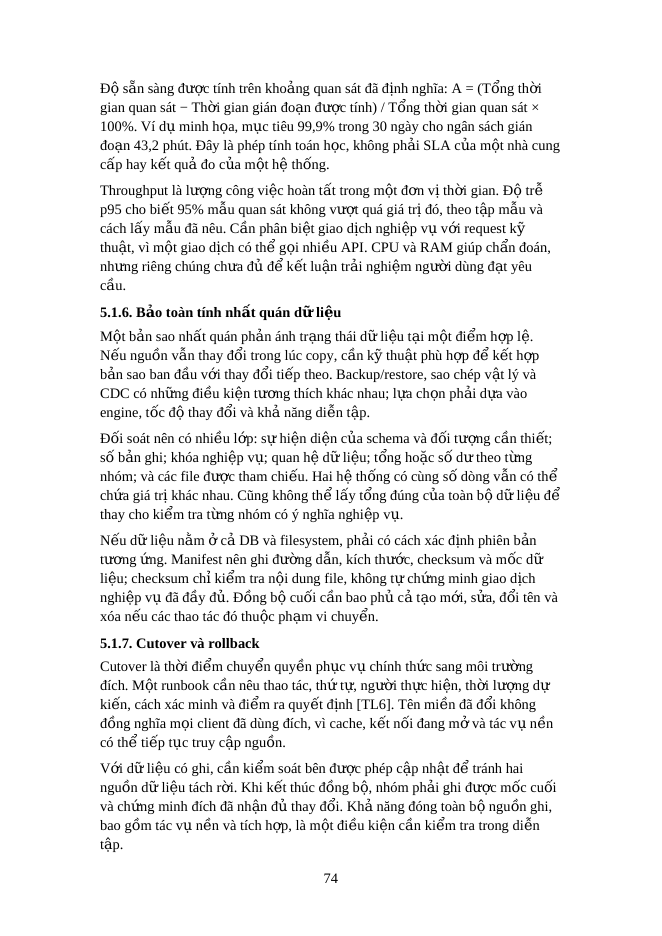 Độ sẵn sàng được tính trên khoảng quan sát đã định nghĩa: A = (Tổng thời
gian quan sát − Thời gian gián đoạn được tính) / Tổng thời gian quan sát ×
100%. Ví dụ minh họa, mục tiêu 99,9% trong 30 ngày cho ngân sách gián
đoạn 43,2 phút. Đây là phép tính toán học, không phải SLA của một nhà cung
cấp hay kết quả đo của một hệ thống.
Throughput là lượng công việc hoàn tất trong một đơn vị thời gian. Độ trễ
p95 cho biết 95% mẫu quan sát không vượt quá giá trị đó, theo tập mẫu và
cách lấy mẫu đã nêu. Cần phân biệt giao dịch nghiệp vụ với request kỹ
thuật, vì một giao dịch có thể gọi nhiều API. CPU và RAM giúp chẩn đoán,
nhưng riêng chúng chưa đủ để kết luận trải nghiệm người dùng đạt yêu
cầu.
5.1.6. Bảo toàn tính nhất quán dữ liệu
Một bản sao nhất quán phản ánh trạng thái dữ liệu tại một điểm hợp lệ.
Nếu nguồn vẫn thay đổi trong lúc copy, cần kỹ thuật phù hợp để kết hợp
bản sao ban đầu với thay đổi tiếp theo. Backup/restore, sao chép vật lý và
CDC có những điều kiện tương thích khác nhau; lựa chọn phải dựa vào
engine, tốc độ thay đổi và khả năng diễn tập.
Đối soát nên có nhiều lớp: sự hiện diện của schema và đối tượng cần thiết;
số bản ghi; khóa nghiệp vụ; quan hệ dữ liệu; tổng hoặc số dư theo từng
nhóm; và các file được tham chiếu. Hai hệ thống có cùng số dòng vẫn có thể
chứa giá trị khác nhau. Cũng không thể lấy tổng đúng của toàn bộ dữ liệu để
thay cho kiểm tra từng nhóm có ý nghĩa nghiệp vụ.
Nếu dữ liệu nằm ở cả DB và filesystem, phải có cách xác định phiên bản
tương ứng. Manifest nên ghi đường dẫn, kích thước, checksum và mốc dữ
liệu; checksum chỉ kiểm tra nội dung file, không tự chứng minh giao dịch
nghiệp vụ đã đầy đủ. Đồng bộ cuối cần bao phủ cả tạo mới, sửa, đổi tên và
xóa nếu các thao tác đó thuộc phạm vi chuyển.
5.1.7. Cutover và rollback
Cutover là thời điểm chuyển quyền phục vụ chính thức sang môi trường
đích. Một runbook cần nêu thao tác, thứ tự, người thực hiện, thời lượng dự
kiến, cách xác minh và điểm ra quyết định [TL6]. Tên miền đã đổi không
đồng nghĩa mọi client đã dùng đích, vì cache, kết nối đang mở và tác vụ nền
có thể tiếp tục truy cập nguồn.
Với dữ liệu có ghi, cần kiểm soát bên được phép cập nhật để tránh hai
nguồn dữ liệu tách rời. Khi kết thúc đồng bộ, nhóm phải ghi được mốc cuối
và chứng minh đích đã nhận đủ thay đổi. Khả năng đóng toàn bộ nguồn ghi,
bao gồm tác vụ nền và tích hợp, là một điều kiện cần kiểm tra trong diễn
tập.
74